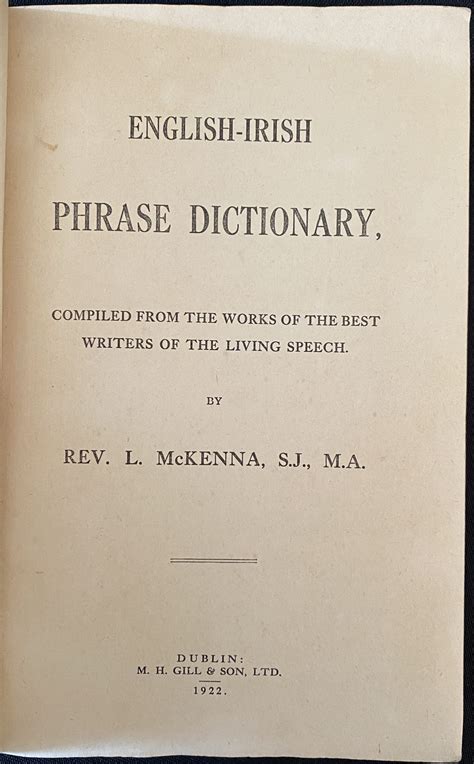 ENGLISH-IRISH
PHRASE DICTIONARY,
COMPILED FROM THE WORKS OF THE BEST
WRITERS OF THE LIVING SPEECH.
BY
REV. L. McKENNA, S.J., M.A.
DUBLIN:
M. H. GILL & SON, LTD.
1922.